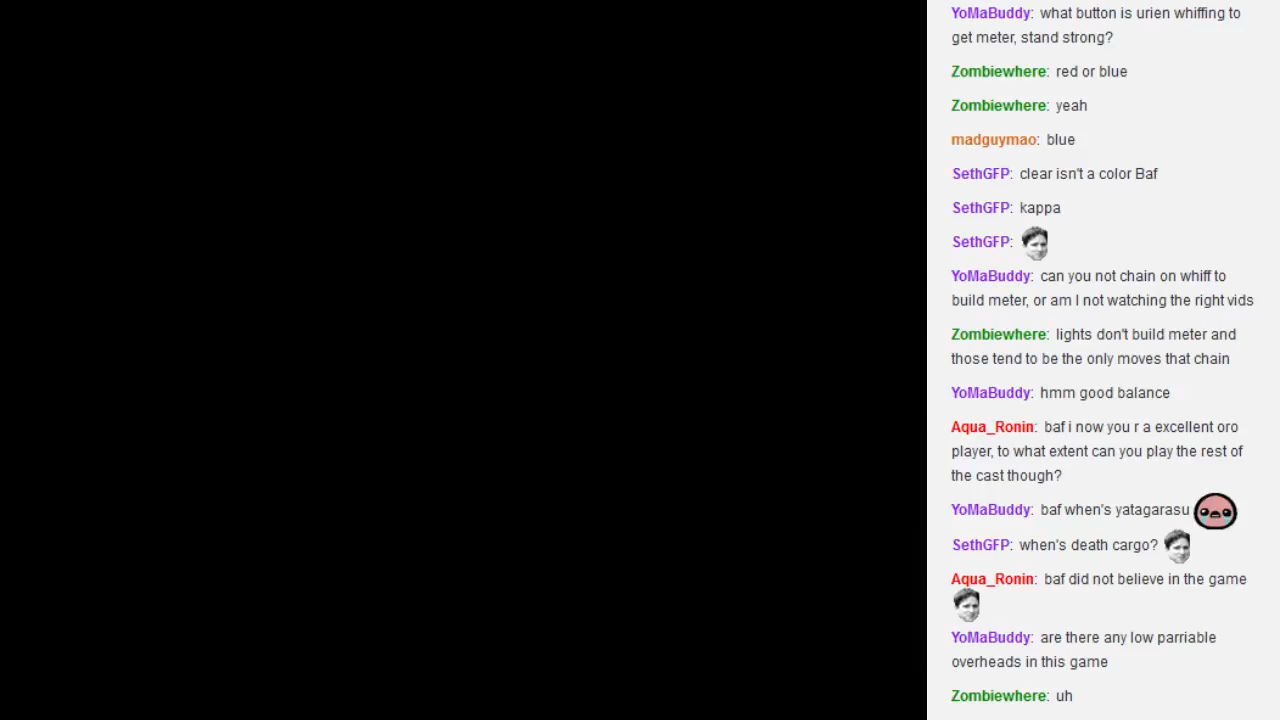 YoMaBuddy: what button is urien whiffing to
get meter, stand strong?
Zombiewhere: red or blue
Zombiewhere: yeah
madguymao: blue
SethGFP: clear isn't a color Baf
SethGFP: kappa
SethGFP:
YoMaBuddy: can you not chain on whiff to
build meter, or am I not watching the right vids
Zombiewhere: lights don't build meter and
those tend to be the only moves that chain
YoMaBuddy: hmm good balance
Aqua_Ronin: baf i now you r a excellent oro
player, to what extent can you play the rest of
the cast though?
YoMaBuddy: baf when's yatagarasu
SethGFP: when's death cargo?
Aqua_Ronin: baf did not believe in the game
YoMaBuddy: are there any low parriable
overheads in this game
Zombiewhere: uh